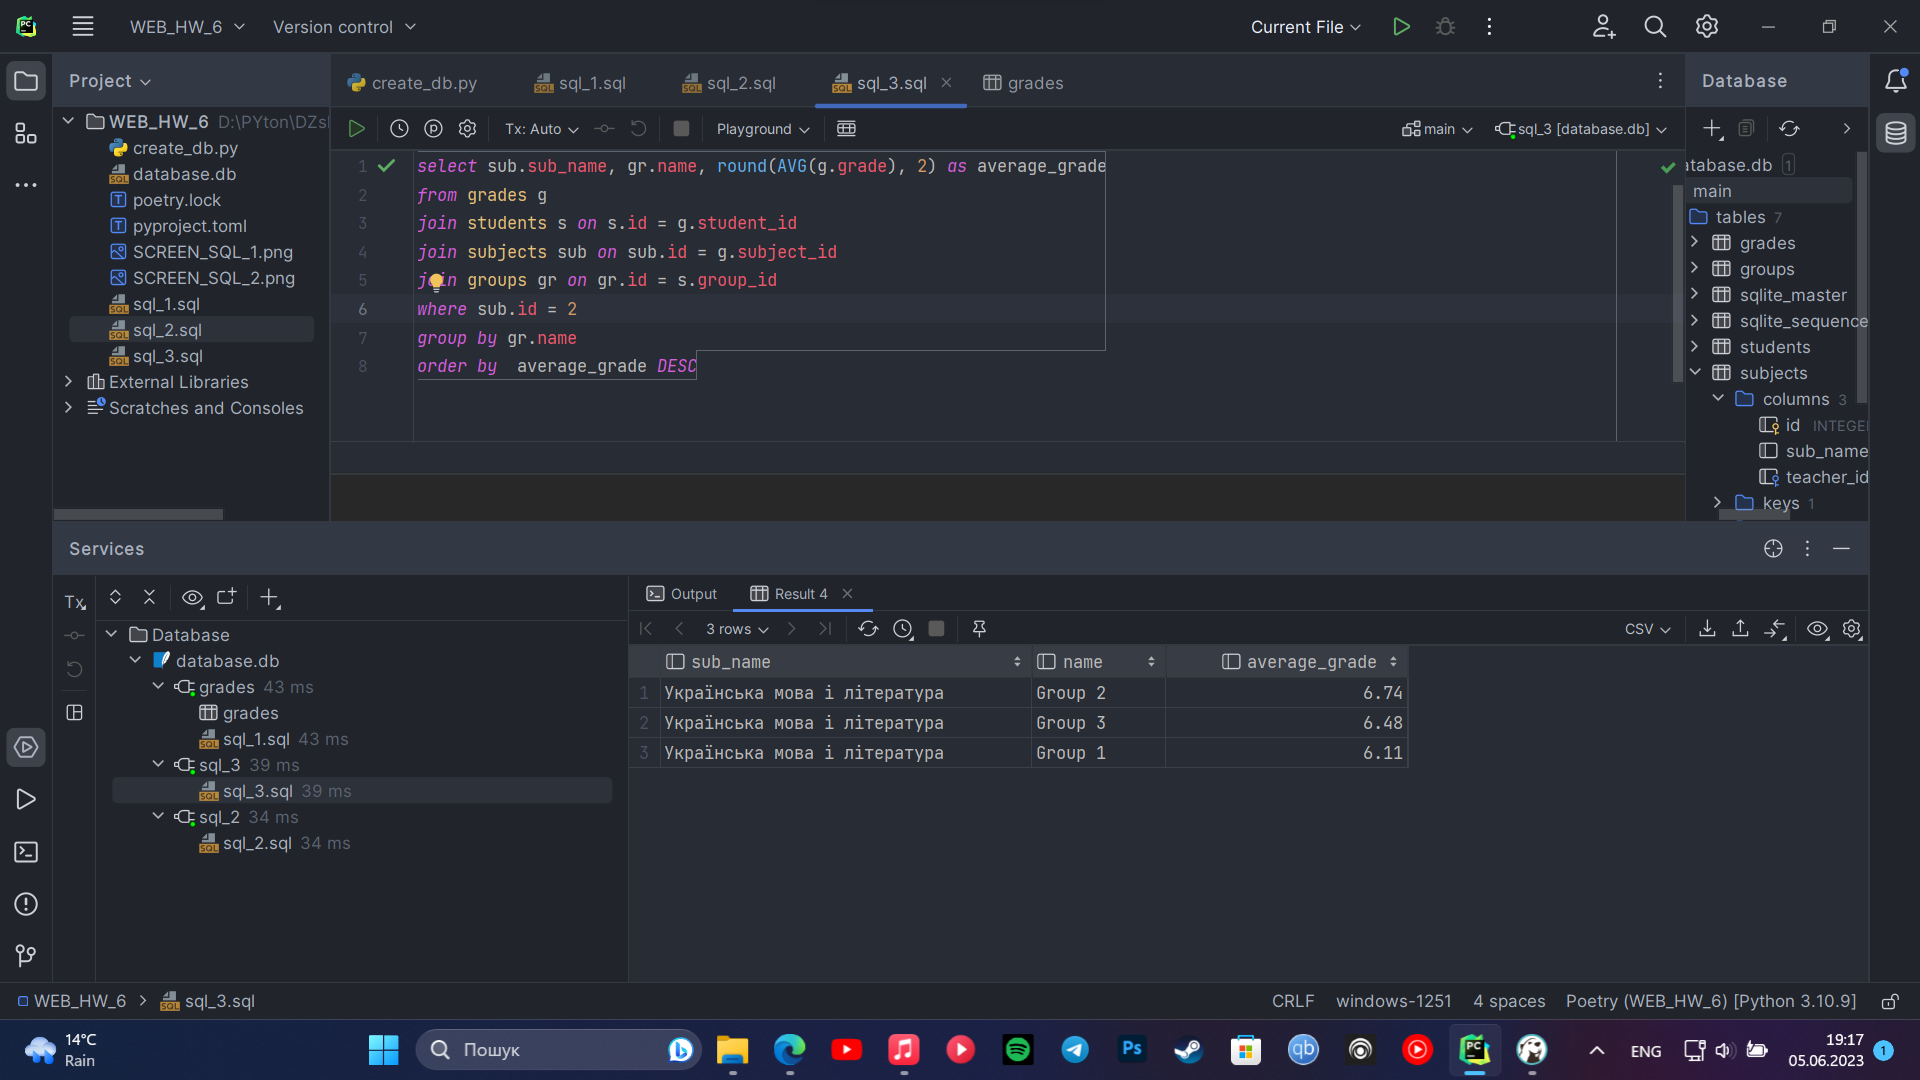 WEB_HW_6
Version control
Current File
Project
create_db.py
sql_1.sql
sql_2.sql
sql_3.sql
grades
Database
WEB_HW_6 D:\PYton\DZs
create_db.py
database.db
poetry.lock
pyproject.toml
SCREEN_SQL_1.png
SCREEN_SQL_2.png
sql_1.sql
sql_2.sql
sql_3.sql
External Libraries
Scratches and Consoles
Tx: Auto
Playground
main
sql_3 [database.db]
1 select sub.sub_name, gr.name, round(AVG(g.grade), 2) as average_grade
2 from grades g
3 join students s on s.id = g.student_id
4 join subjects sub on sub.id = g.subject_id
5 join groups gr on gr.id = s.group_id
6 where sub.id = 2
7 group by gr.name
8 order by  average_grade DESC
atabase.db 1
main
tables 7
grades
groups
sqlite_master
sqlite_sequence
students
subjects
columns 3
id INTEGE
sub_name
teacher_id
keys 1
Services
Tx
Database
database.db
grades 43 ms
grades
sql_1.sql 43 ms
sql_3 39 ms
sql_3.sql 39 ms
sql_2 34 ms
sql_2.sql 34 ms
Output
Result 4
3 rows
CSV
sub_name name average_grade
1 Українська мова і література Group 2 6.74
2 Українська мова і література Group 3 6.48
3 Українська мова і література Group 1 6.11
WEB_HW_6 > sql_3.sql
CRLF windows-1251 4 spaces Poetry (WEB_HW_6) [Python 3.10.9]
14°C
Rain
Пошук
Ps
qb
PC
ENG
19:17
05.06.2023
1